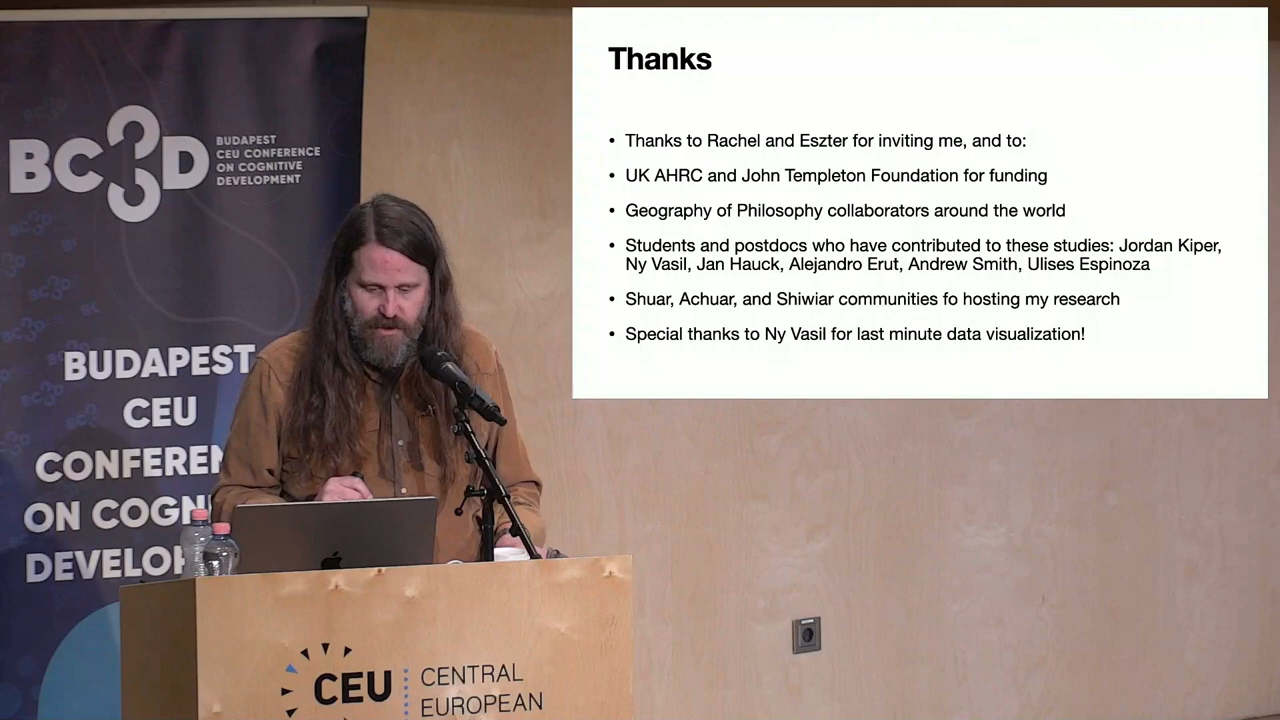 BC3D
BUDAPEST
CEU CONFERENCE
ON COGNITIVE
DEVELOPMENT
BUDAPEST
CEU
CONFEREN
ON COGNI
DEVELOP
Thanks
• Thanks to Rachel and Eszter for inviting me, and to:
• UK AHRC and John Templeton Foundation for funding
• Geography of Philosophy collaborators around the world
• Students and postdocs who have contributed to these studies: Jordan Kiper,
Ny Vasil, Jan Hauck, Alejandro Erut, Andrew Smith, Ulises Espinoza
• Shuar, Achuar, and Shiwiar communities fo hosting my research
• Special thanks to Ny Vasil for last minute data visualization!
CEU
CENTRAL
EUROPEAN